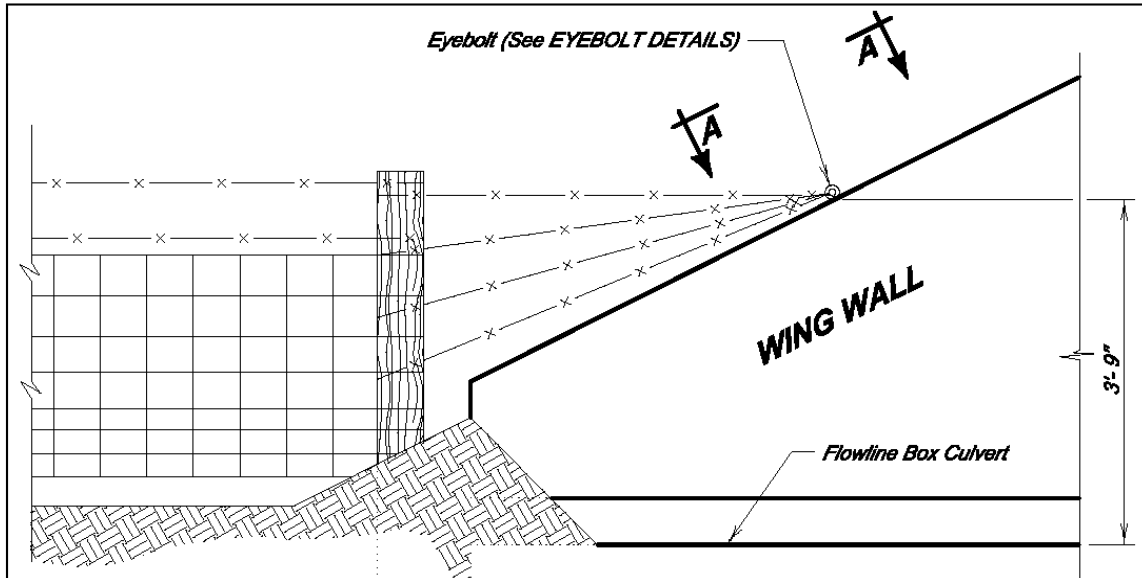 Eyebolt (See EYEBOLT DETAILS)
A
A
WING WALL
3'- 9"
Flowline Box Culvert